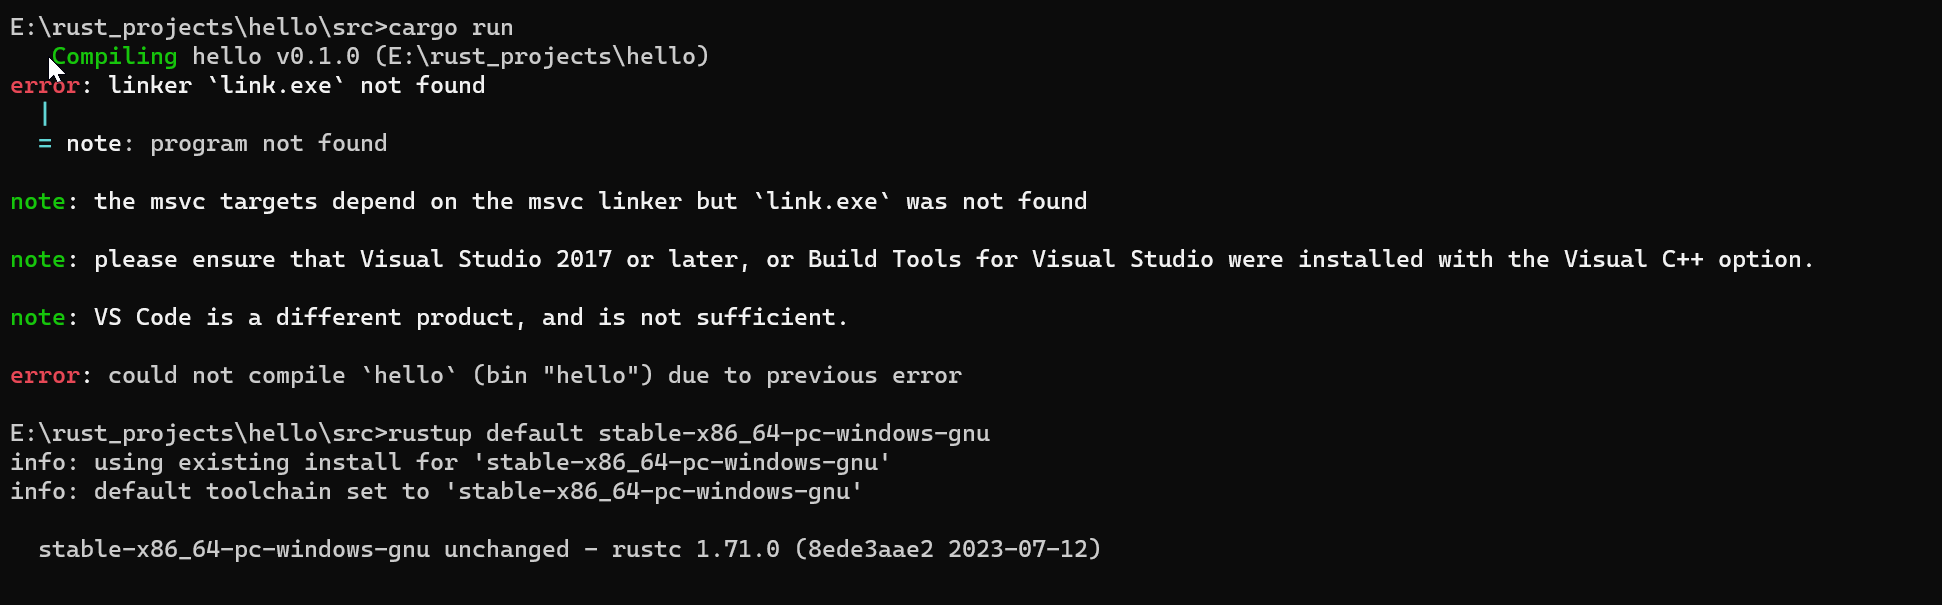 E:\rust_projects\hello\src>cargo run
   Compiling hello v0.1.0 (E:\rust_projects\hello)
error: linker `link.exe` not found
  |
  = note: program not found

note: the msvc targets depend on the msvc linker but `link.exe` was not found

note: please ensure that Visual Studio 2017 or later, or Build Tools for Visual Studio were installed with the Visual C++ option.

note: VS Code is a different product, and is not sufficient.

error: could not compile `hello` (bin "hello") due to previous error

E:\rust_projects\hello\src>rustup default stable-x86_64-pc-windows-gnu
info: using existing install for 'stable-x86_64-pc-windows-gnu'
info: default toolchain set to 'stable-x86_64-pc-windows-gnu'

  stable-x86_64-pc-windows-gnu unchanged - rustc 1.71.0 (8ede3aae2 2023-07-12)